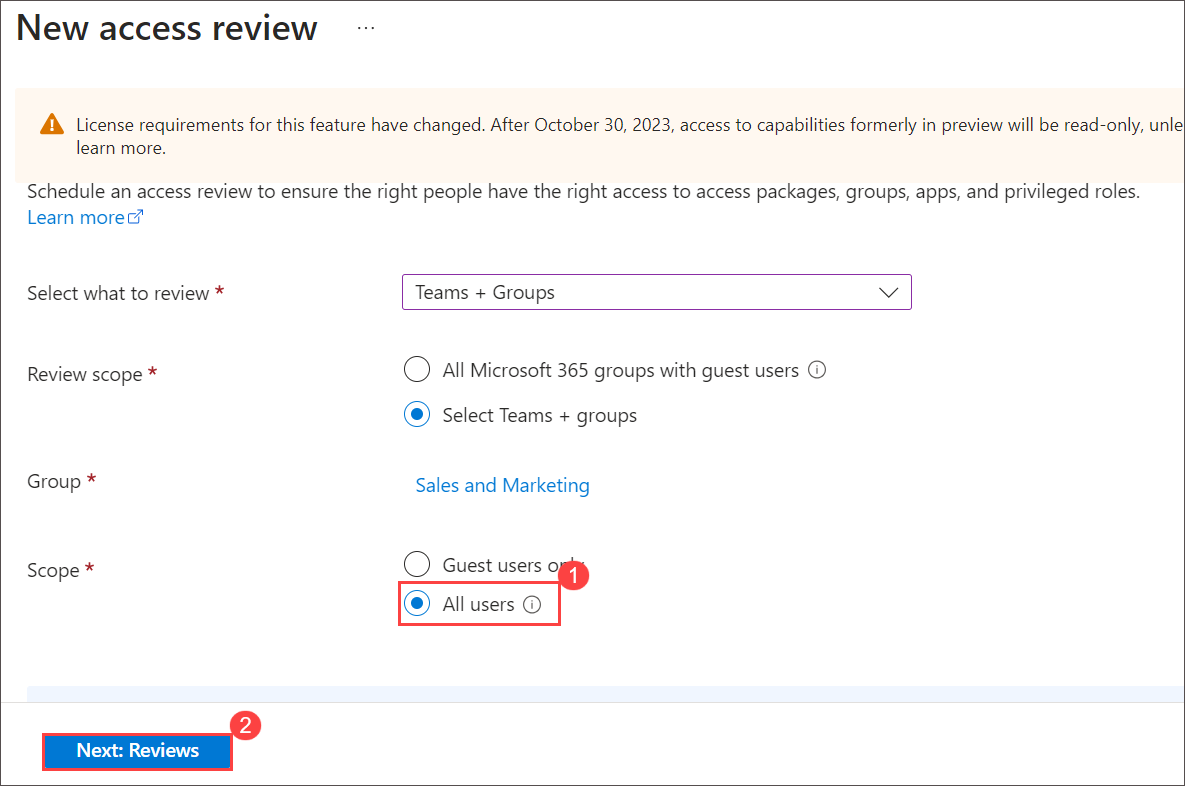 New access review ...
License requirements for this feature have changed. After October 30, 2023, access to capabilities formerly in preview will be read-only,
learn more.
Schedule an access review to ensure the right people have the right access to access packages, groups, apps, and privileged roles.
Learn more
Select what to review *
Teams + Groups
Review scope *
All Microsoft 365 groups with guest users
Select Teams + groups
Group *
Sales and Marketing
Scope *
Guest users
1
All users
2
Next: Reviews